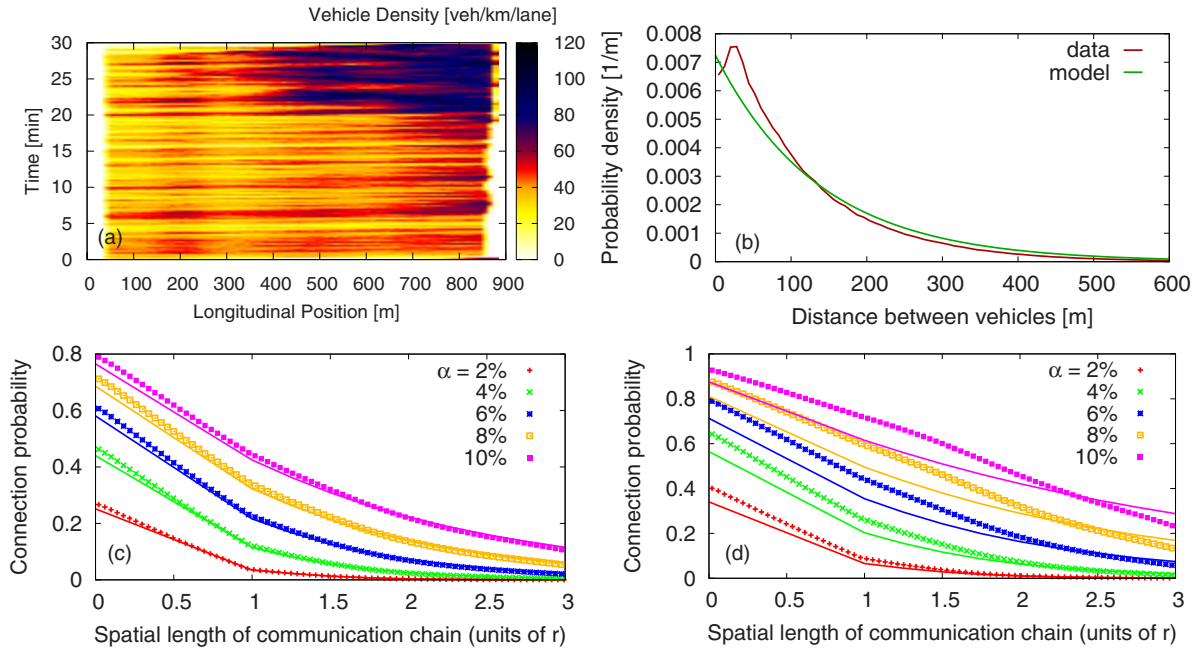 Vehicle Density [veh/km/lane]
30
25
20
15
10
5
0
Time [min]
(a)
0 100 200 300 400 500 600 700 800 900
Longitudinal Position [m]
120
100
80
60
40
20
0
0.008
0.007
0.006
0.005
0.004
0.003
0.002
0.001
0
Probability density [1/m]
data
model
(b)
0 100 200 300 400 500 600
Distance between vehicles [m]
0.8
0.6
0.4
0.2
0
Connection probability
α = 2%
4%
6%
8%
10%
(c)
0 0.5 1 1.5 2 2.5 3
Spatial length of communication chain (units of r)
1
0.8
0.6
0.4
0.2
0
Connection probability
α = 2%
4%
6%
8%
10%
(d)
0 0.5 1 1.5 2 2.5 3
Spatial length of communication chain (units of r)